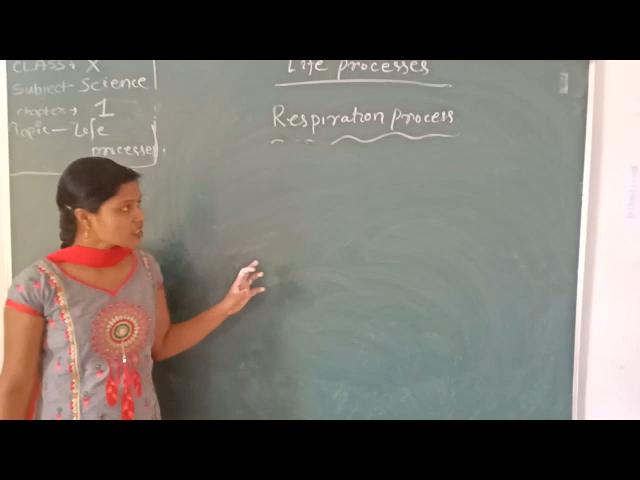 CLASS: X
Subject- Science
chapter: 1
Topic - Life
processes.
Life processes
Respiration process